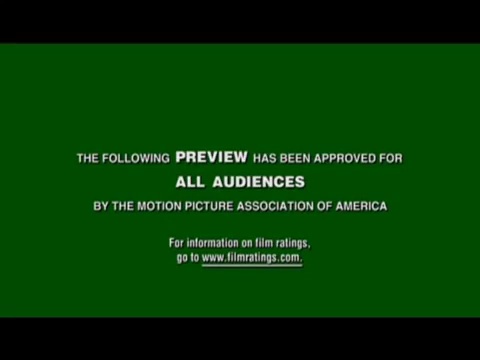 THE FOLLOWING PREVIEW HAS BEEN APPROVED FOR
ALL AUDIENCES
BY THE MOTION PICTURE ASSOCIATION OF AMERICA
For information on film ratings,
go to www.filmratings.com.